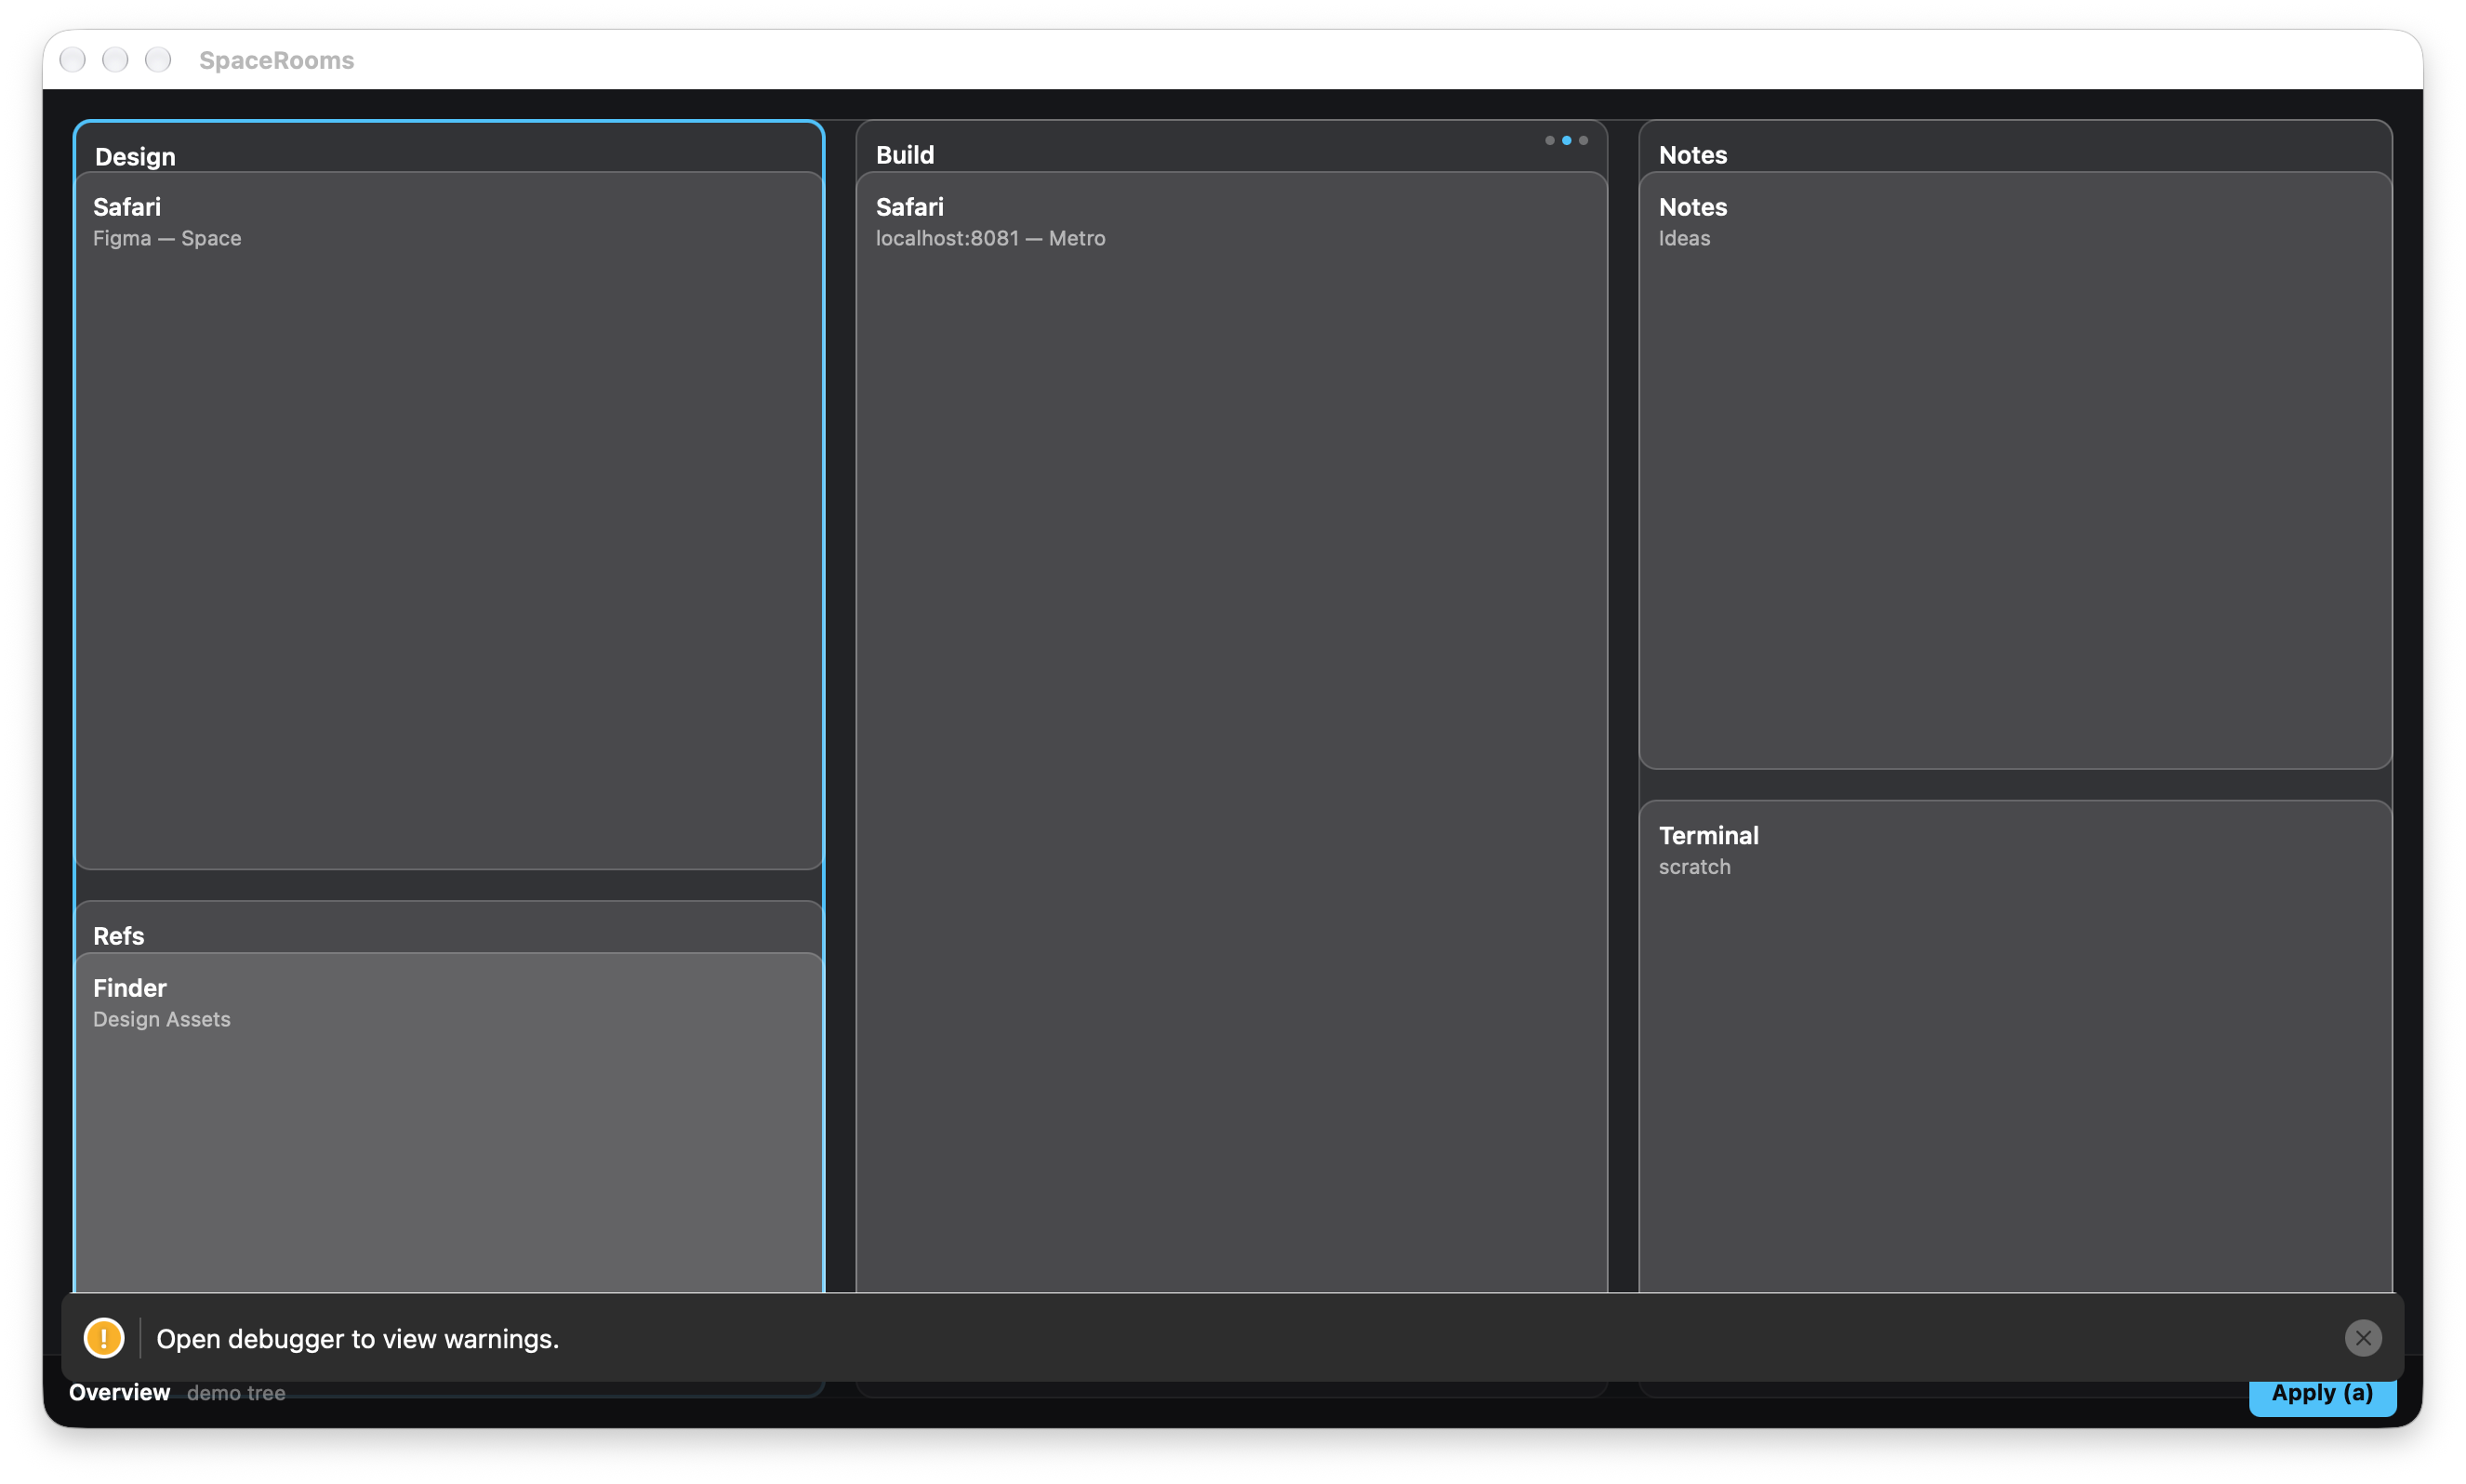 SpaceRooms
Design
Safari
Figma — Space
Refs
Finder
Design Assets
Build
Safari
localhost:8081 — Metro
Notes
Notes
Ideas
Terminal
scratch
Open debugger to view warnings.
Overview demo tree
Apply (a)